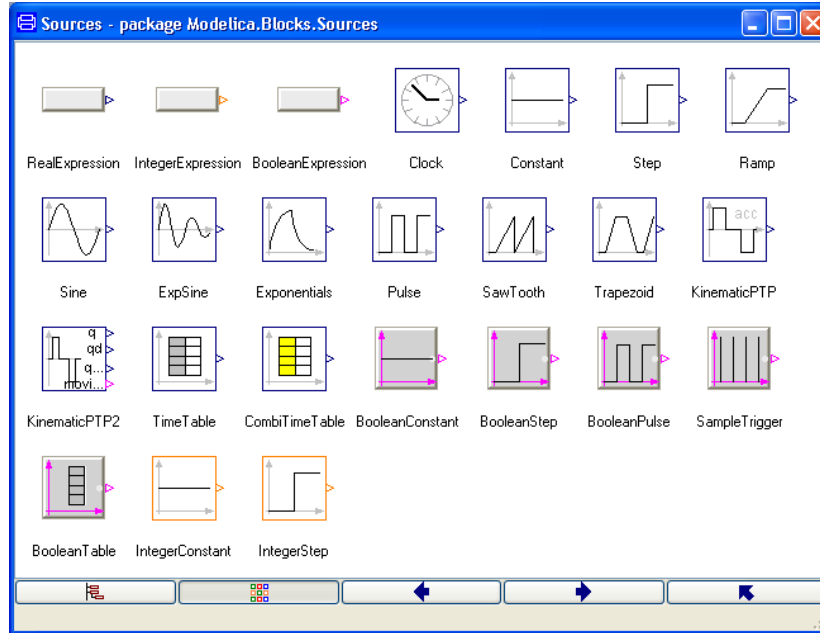 Sources - package Modelica.Blocks.Sources
RealExpression IntegerExpression BooleanExpression Clock Constant Step Ramp
acc
Sine ExpSine Exponentials Pulse SawTooth Trapezoid KinematicPTP
q
qd
q...
movi...
KinematicPTP2 TimeTable CombiTimeTable BooleanConstant BooleanStep BooleanPulse SampleTrigger
BooleanTable IntegerConstant IntegerStep